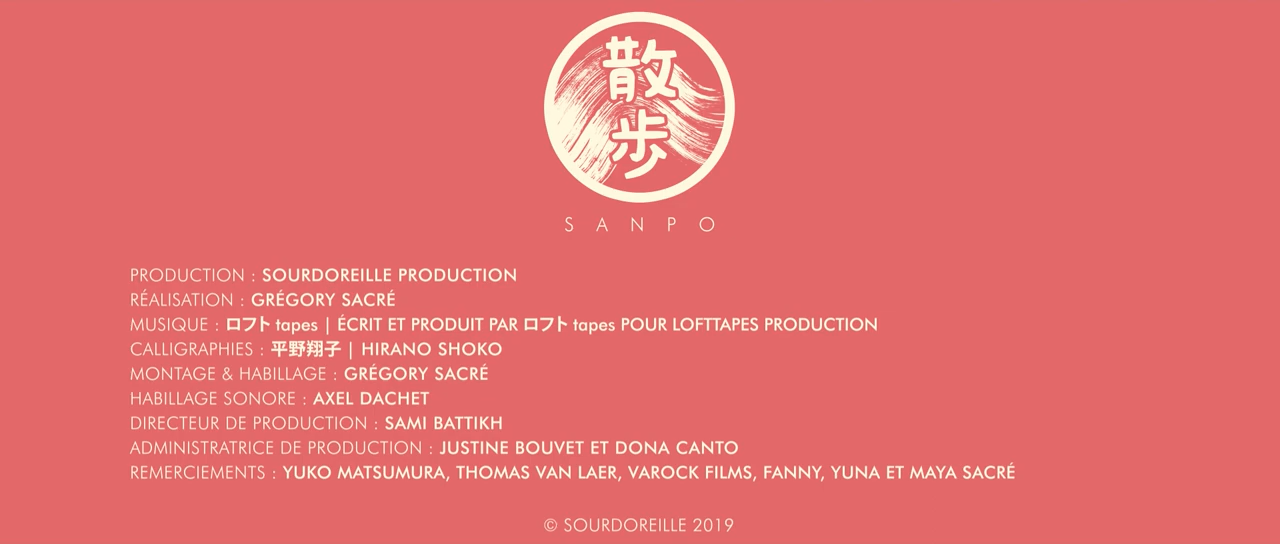 散
歩
SANPO
PRODUCTION : SOURDOREILLE PRODUCTION
RÉALISATION : GRÉGORY SACRÉ
MUSIQUE : ロフト tapes | ÉCRIT ET PRODUIT PAR ロフト tapes POUR LOFTTAPES PRODUCTION
CALLIGRAPHIES : 平野翔子 | HIRANO SHOKO
MONTAGE & HABILLAGE : GRÉGORY SACRÉ
HABILLAGE SONORE : AXEL DACHET
DIRECTEUR DE PRODUCTION : SAMI BATTIKH
ADMINISTRATRICE DE PRODUCTION : JUSTINE BOUVET ET DONA CANTO
REMERCIEMENTS : YUKO MATSUMURA, THOMAS VAN LAER, VAROCK FILMS, FANNY, YUNA ET MAYA SACRÉ
© SOURDOREILLE 2019